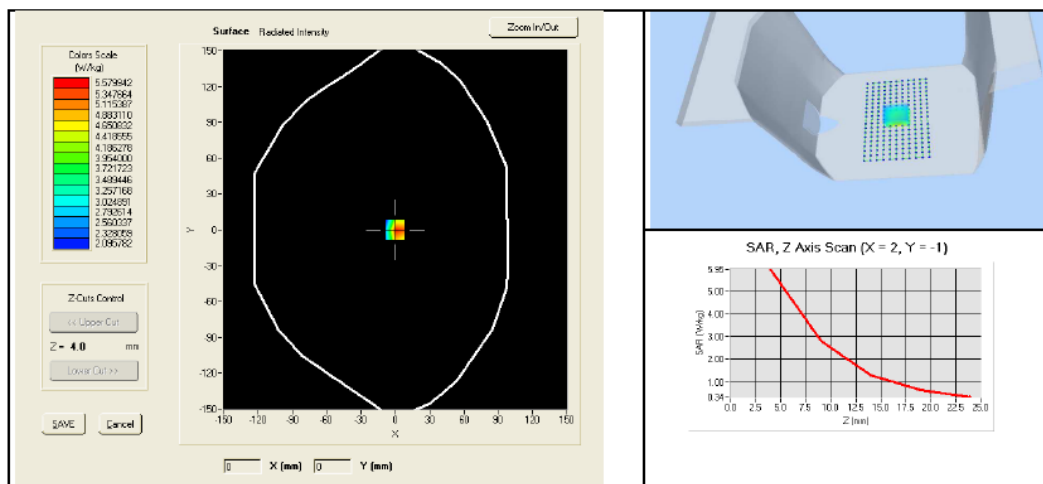 Surface Radiated Intensity
Zoom In/Out
Colors Scale
(W/kg)
5.579942
5.347664
5.115387
4.883110
4.650832
4.418555
4.186278
3.954000
3.721723
3.489446
3.257168
3.024891
2.792614
2.560337
2.328059
2.095782
Z-Cuts Control
<< Upper Cut
Z = 4.0 mm
Lower Cut >>
SAVE
Cancel
150
120
90
60
30
0
-30
-60
-90
-120
-150
Y
-150 -120 -90 -60 -30 0 30 60 90 120 150
X
0 X (mm) 0 Y (mm)
SAR, Z Axis Scan (X = 2, Y = -1)
5.95
5.00
4.00
3.00
2.00
1.00
0.34
SAR (W/kg)
0.0 2.5 5.0 7.5 10.0 12.5 15.0 17.5 20.0 22.5 25.0
Z (mm)